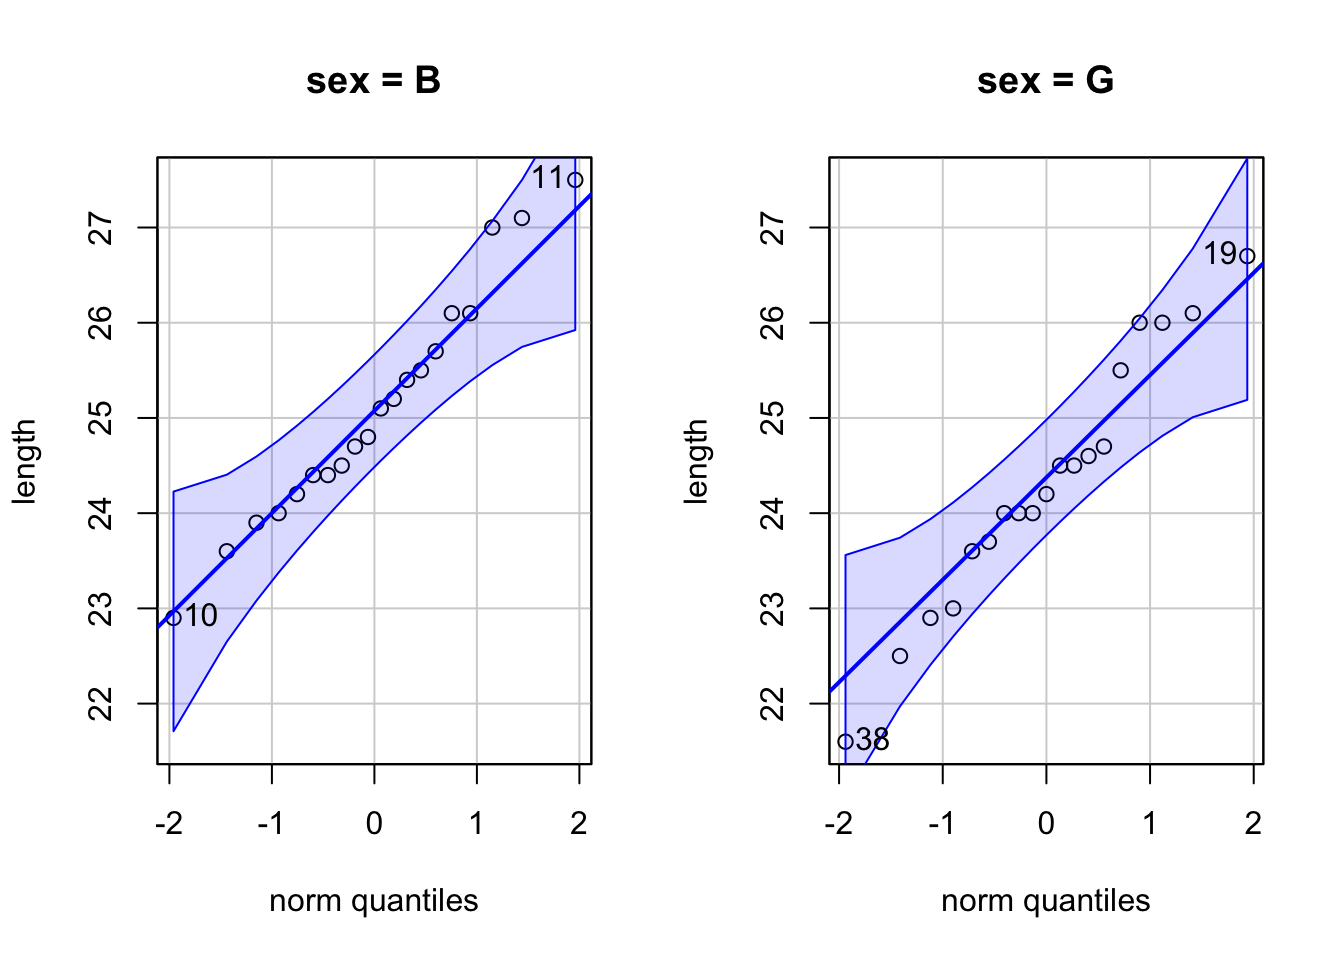 sex = B
length
27
26
25
24
23
22
11
10
-2 -1 0 1 2
norm quantiles
sex = G
length
27
26
25
24
23
22
19
38
-2 -1 0 1 2
norm quantiles